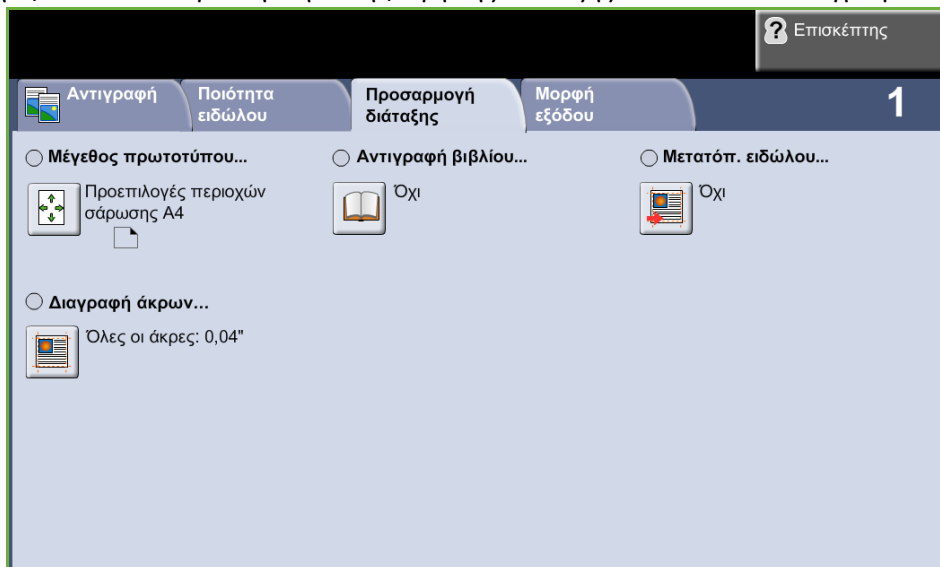 Επισκέπτης
Αντιγραφή
Ποιότητα
ειδώλου
Προσαρμογή
διάταξης
Μορφή
εξόδου
1
Μέγεθος πρωτοτύπου...
Προεπιλογές περιοχών
σάρωσης A4
Αντιγραφή βιβλίου...
Όχι
Μετατόπ. ειδώλου...
Όχι
Διαγραφή άκρων...
Όλες οι άκρες: 0,04"